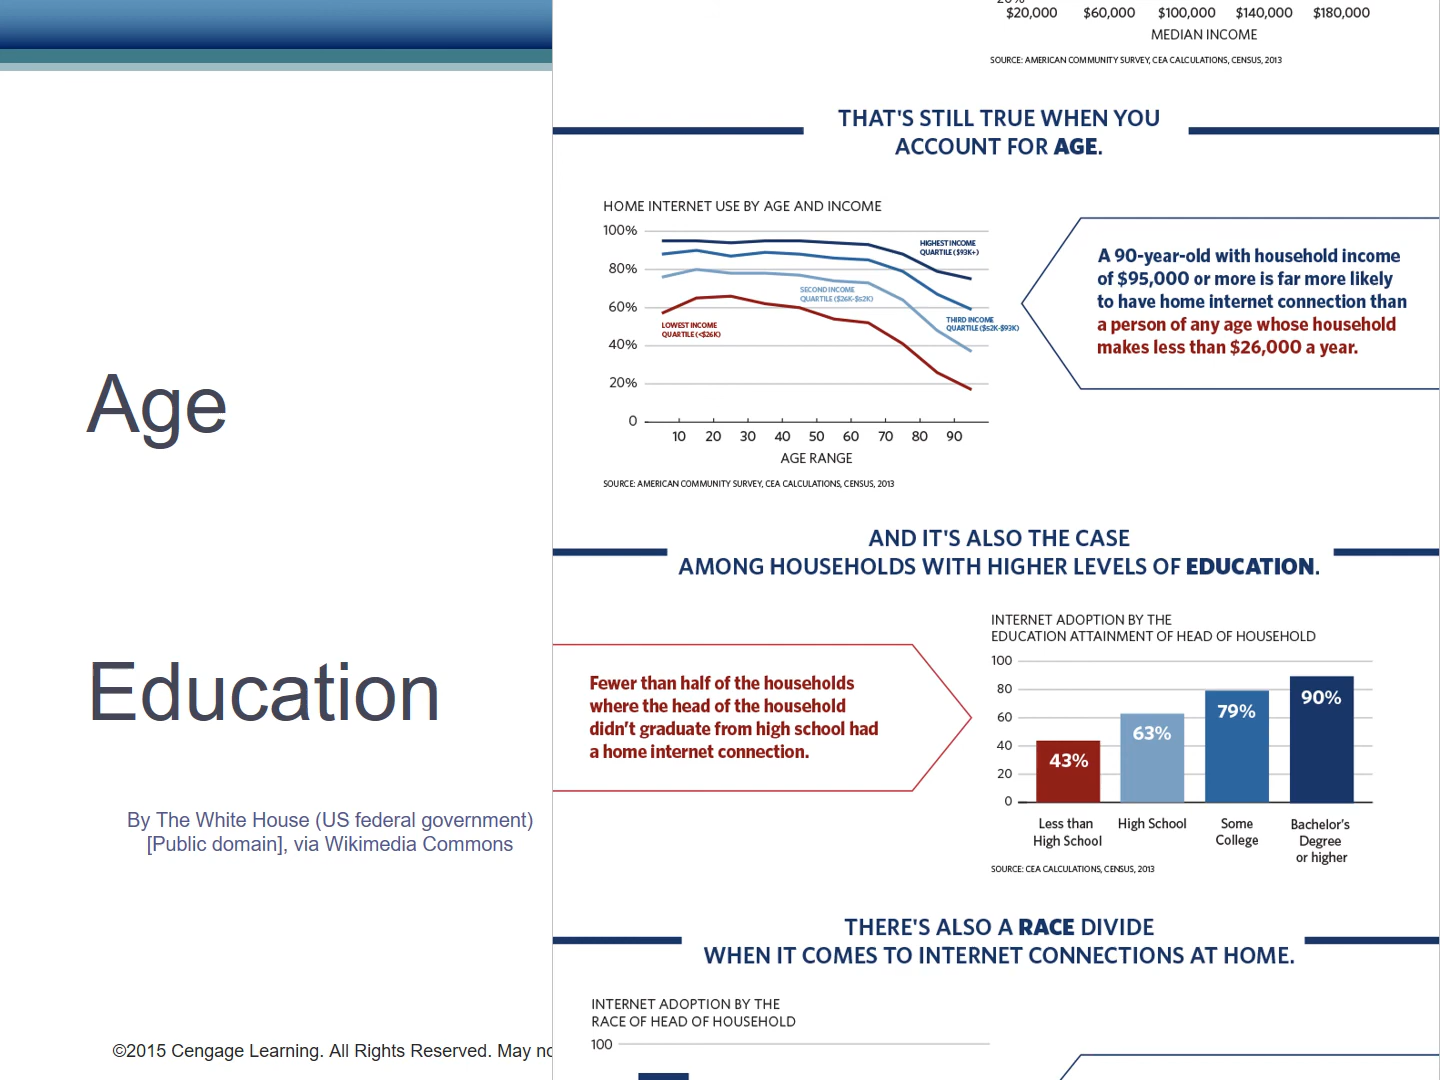 $20,000 $60,000 $100,000 $140,000 $180,000
MEDIAN INCOME
SOURCE: AMERICAN COMMUNITY SURVEY, CEA CALCULATIONS, CENSUS, 2013
THAT'S STILL TRUE WHEN YOU
ACCOUNT FOR AGE.
HOME INTERNET USE BY AGE AND INCOME
100%
80%
60%
40%
20%
0
HIGHEST INCOME
QUARTILE ($93K+)
SECOND INCOME
QUARTILE ($26K-$52K)
THIRD INCOME
QUARTILE ($52K-$93K)
LOWEST INCOME
QUARTILE (<$26K)
10 20 30 40 50 60 70 80 90
AGE RANGE
SOURCE: AMERICAN COMMUNITY SURVEY, CEA CALCULATIONS, CENSUS, 2013
A 90-year-old with household income
of $95,000 or more is far more likely
to have home internet connection than
a person of any age whose household
makes less than $26,000 a year.
Age
AND IT'S ALSO THE CASE
AMONG HOUSEHOLDS WITH HIGHER LEVELS OF EDUCATION.
Education
Fewer than half of the households
where the head of the household
didn't graduate from high school had
a home internet connection.
INTERNET ADOPTION BY THE
EDUCATION ATTAINMENT OF HEAD OF HOUSEHOLD
100
80
60
40
20
0
43%
63%
79%
90%
Less than
High School
High School
Some
College
Bachelor's
Degree
or higher
SOURCE: CEA CALCULATIONS, CENSUS, 2013
By The White House (US federal government)
[Public domain], via Wikimedia Commons
THERE'S ALSO A RACE DIVIDE
WHEN IT COMES TO INTERNET CONNECTIONS AT HOME.
INTERNET ADOPTION BY THE
RACE OF HEAD OF HOUSEHOLD
100
©2015 Cengage Learning. All Rights Reserved. May